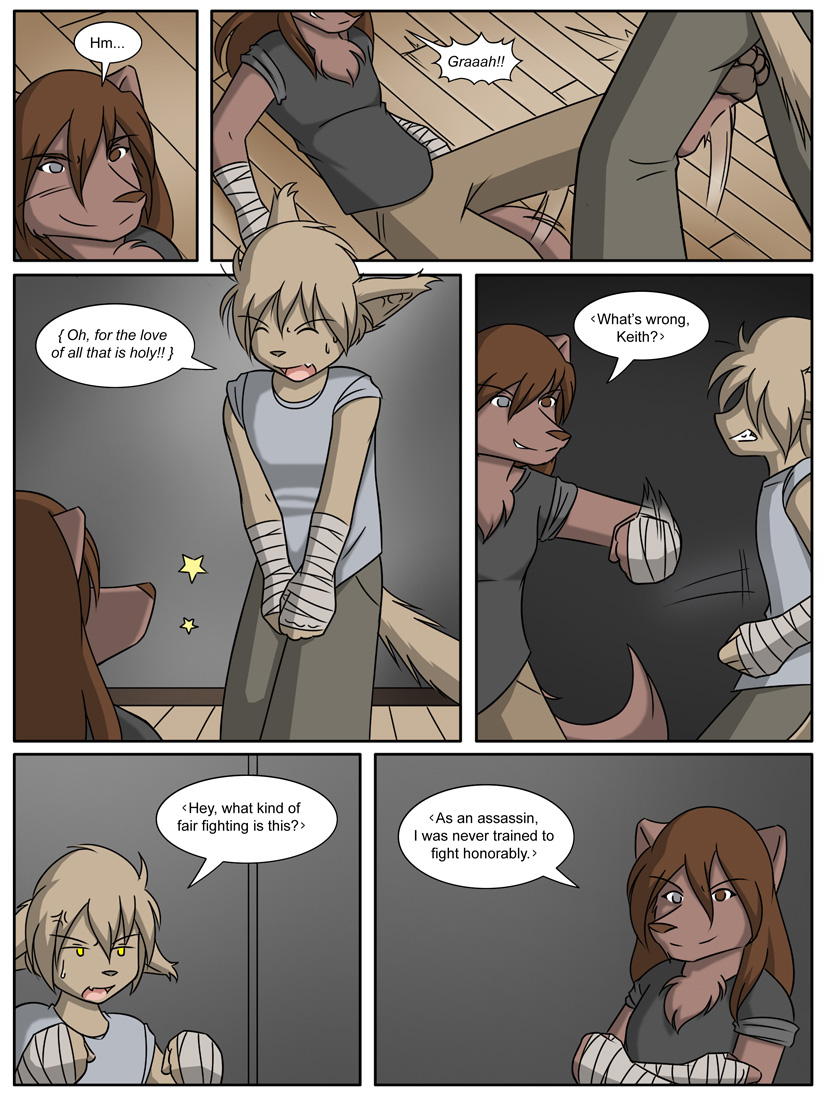 Hm...
Graaah!!
{ Oh, for the love
of all that is holy!! }
‹What's wrong,
Keith?›
‹Hey, what kind of
fair fighting is this?›
‹As an assassin,
I was never trained to
fight honorably.›